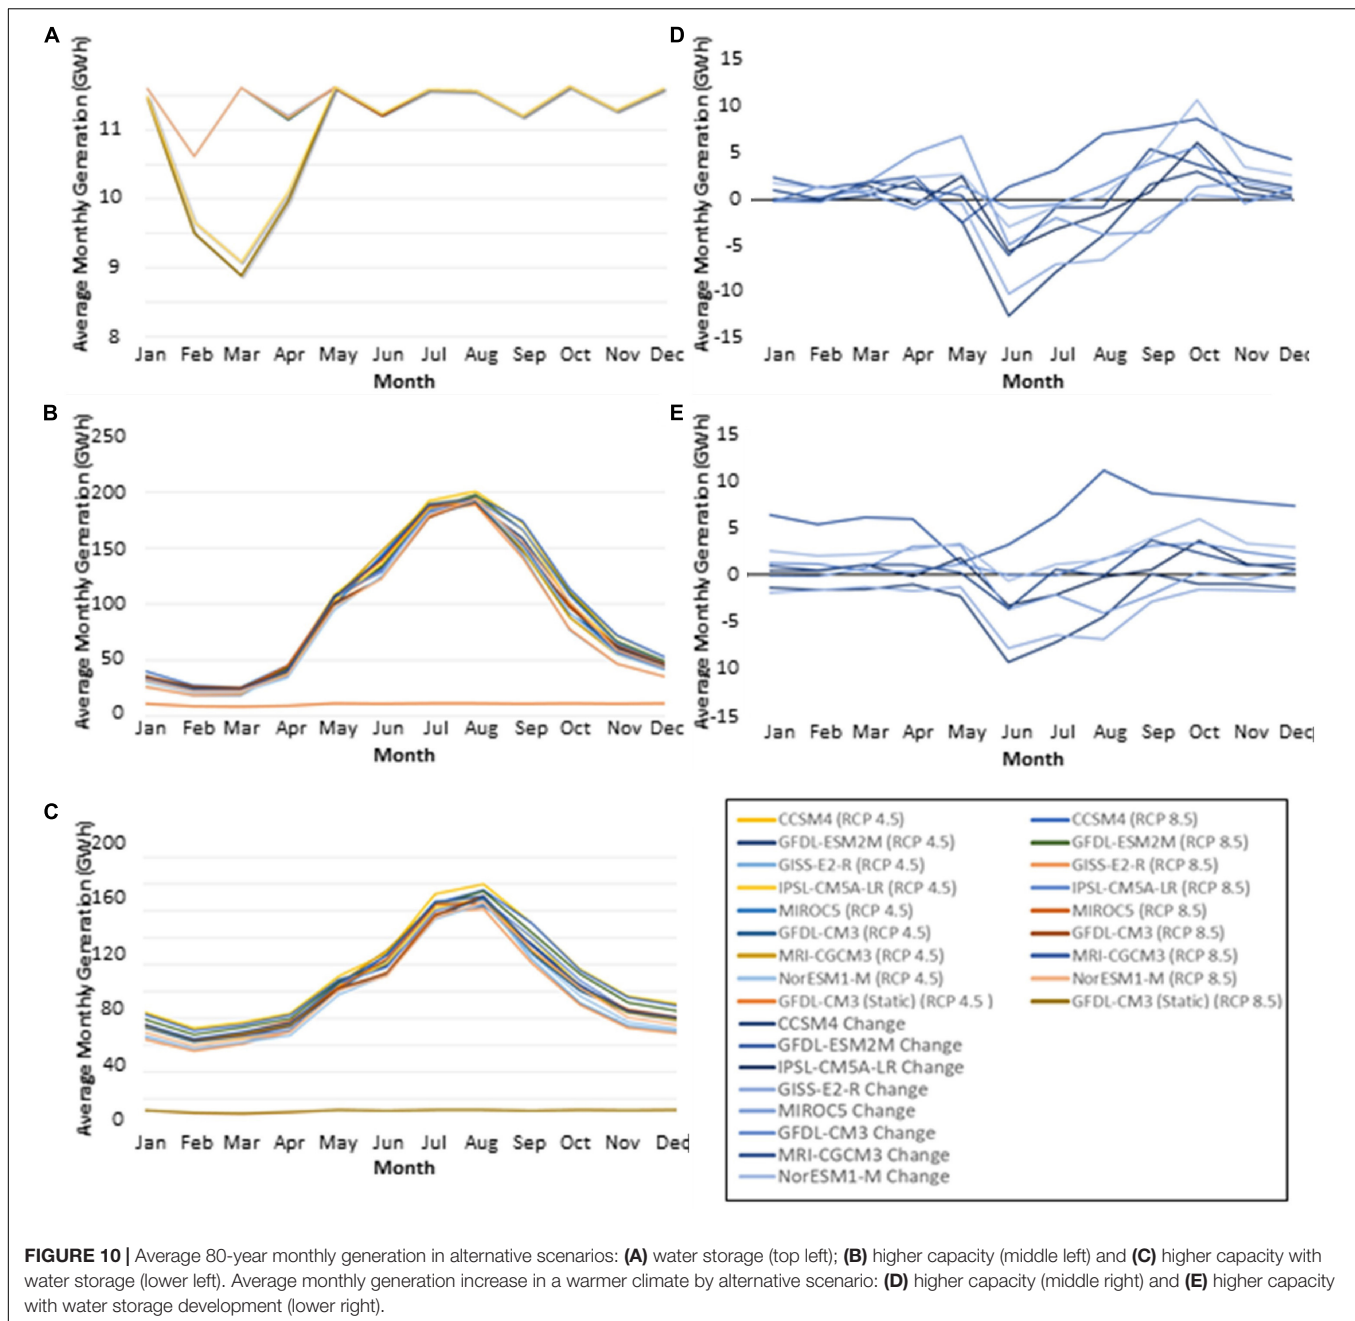 A
Average Monthly Generation (GWh)
11
10
9
8
Jan Feb Mar Apr May Jun Jul Aug Sep Oct Nov Dec
Month
D
Average Monthly Generation (GWh)
15
10
5
0
-5
-10
-15
Jan Feb Mar Apr May Jun Jul Aug Sep Oct Nov Dec
Month
B
Average Monthly Generation (GWh)
250
200
150
100
50
0
Jan Feb Mar Apr May Jun Jul Aug Sep Oct Nov Dec
Month
E
Average Monthly Generation (GWh)
15
10
5
0
-5
10
-15
Jan Feb Mar Apr May Jun Jul Aug Sep Oct Nov Dec
Month
C
Average Monthly Generation (GWh)
200
160
120
80
40
0
Jan Feb Mar Apr May Jun Jul Aug Sep Oct Nov Dec
Month
CCSM4 (RCP 4.5) CCSM4 (RCP 8.5)
GFDL-ESM2M (RCP 4.5) GFDL-ESM2M (RCP 8.5)
GISS-E2-R (RCP 4.5) GISS-E2-R (RCP 8.5)
IPSL-CM5A-LR (RCP 4.5) IPSL-CM5A-LR (RCP 8.5)
MIROC5 (RCP 4.5) MIROC5 (RCP 8.5)
GFDL-CM3 (RCP 4.5) GFDL-CM3 (RCP 8.5)
MRI-CGCM3 (RCP 4.5) MRI-CGCM3 (RCP 8.5)
NorESM1-M (RCP 4.5) NorESM1-M (RCP 8.5)
GFDL-CM3 (Static) (RCP 4.5 ) GFDL-CM3 (Static) (RCP 8.5)
CCSM4 Change
GFDL-ESM2M Change
IPSL-CM5A-LR Change
GISS-E2-R Change
MIROC5 Change
GFDL-CM3 Change
MRI-CGCM3 Change
NorESM1-M Change
FIGURE 10 | Average 80-year monthly generation in alternative scenarios: (A) water storage (top left); (B) higher capacity (middle left) and (C) higher capacity with
water storage (lower left). Average monthly generation increase in a warmer climate by alternative scenario: (D) higher capacity (middle right) and (E) higher capacity
with water storage development (lower right).